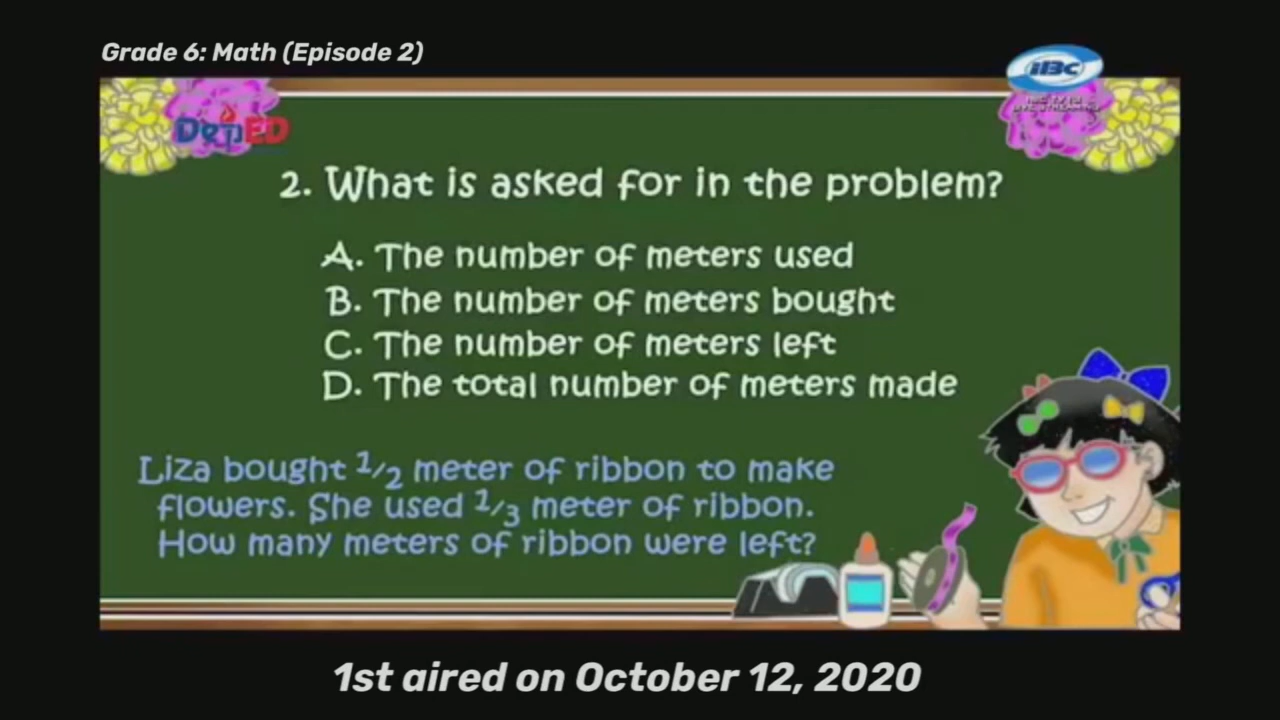 Grade 6: Math (Episode 2)
iBC
DepED
2. What is asked for in the problem?
A. The number of meters used
B. The number of meters bought
C. The number of meters left
D. The total number of meters made
Liza bought 1/2 meter of ribbon to make
flowers. She used 1/3 meter of ribbon.
How many meters of ribbon were left?
1st aired on October 12, 2020